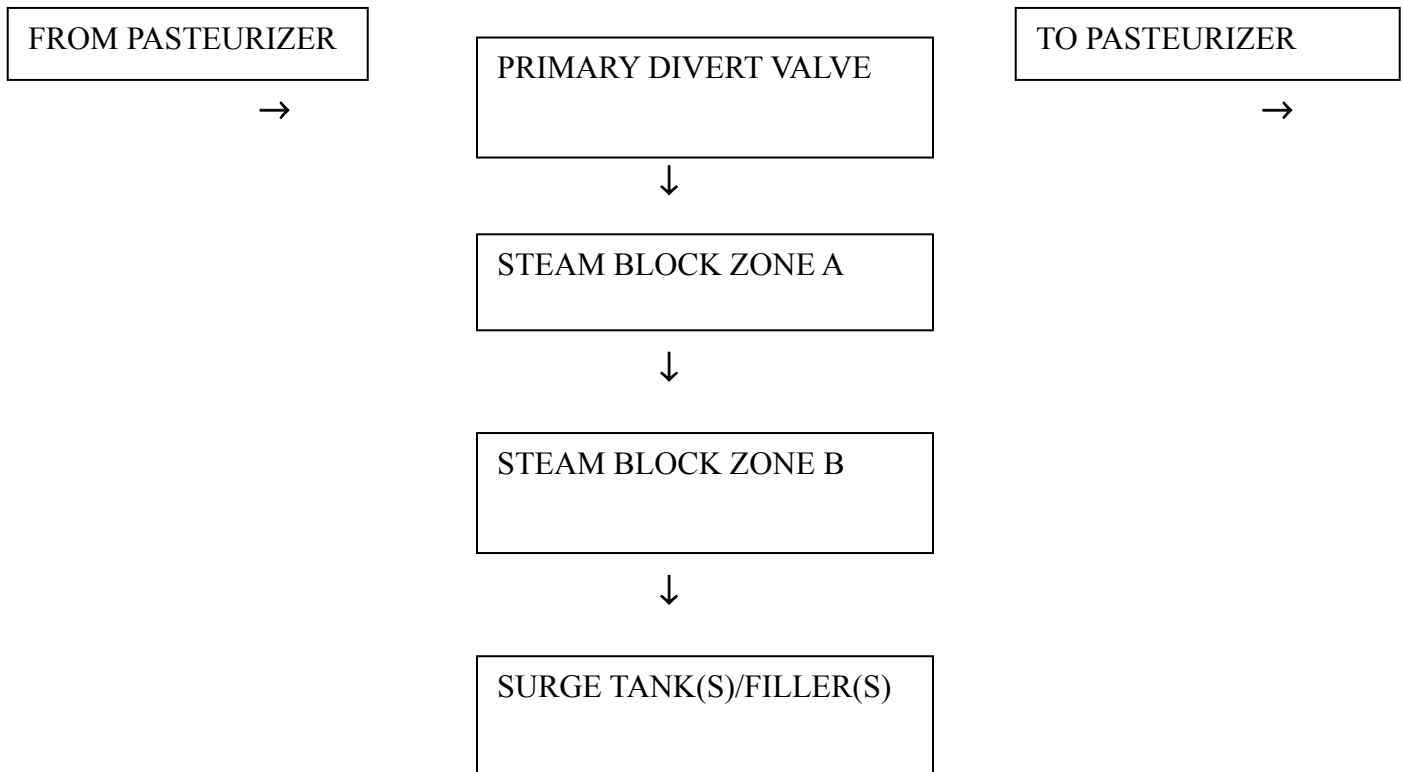 FROM PASTEURIZER
PRIMARY DIVERT VALVE
TO PASTEURIZER
→
→
↓
STEAM BLOCK ZONE A
↓
STEAM BLOCK ZONE B
↓
SURGE TANK(S)/FILLER(S)